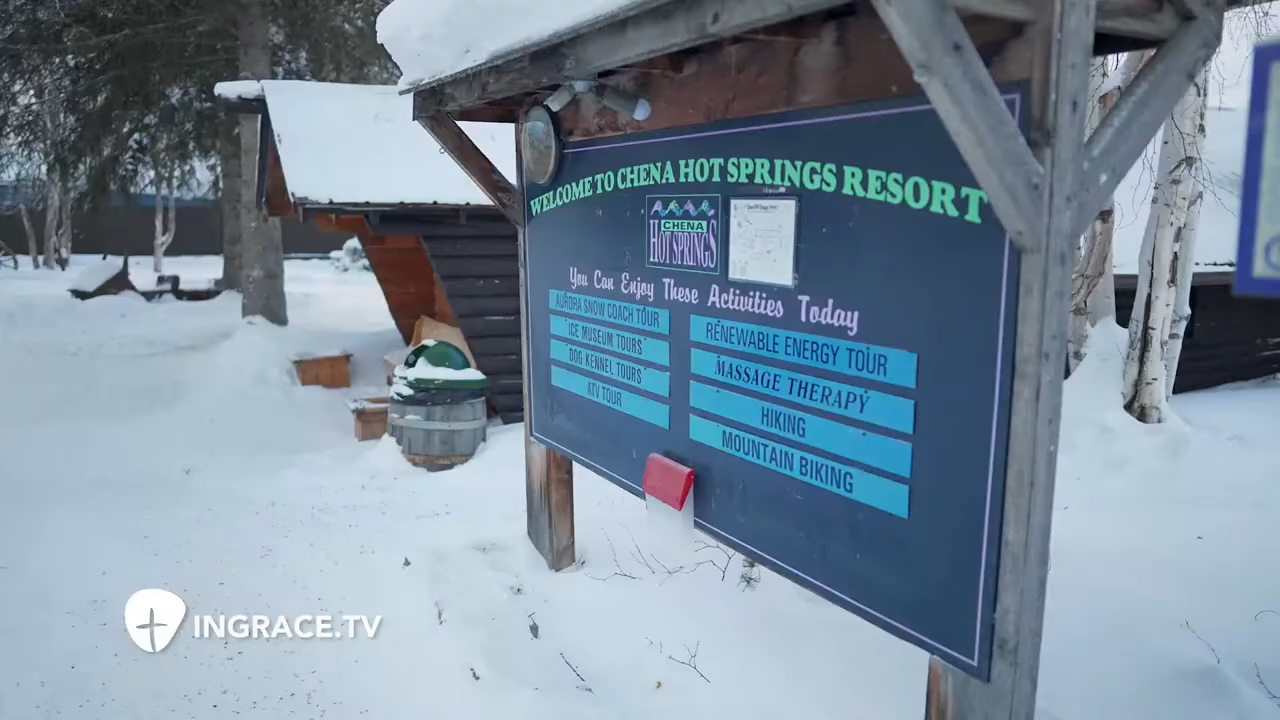 WELCOME TO CHENA HOT SPRINGS RESORT
CHENA
HOT SPRINGS
You Can Enjoy These Activities Today
AURORA SNOW COACH TOUR
ICE MUSEUM TOURS
DOG KENNEL TOURS
ATV TOUR
RENEWABLE ENERGY TOUR
MASSAGE THERAPY
HIKING
MOUNTAIN BIKING
INGRACE.TV